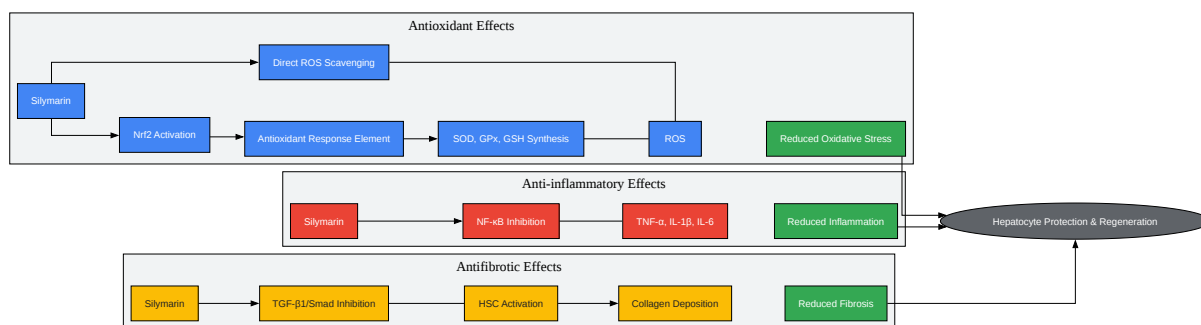 Antioxidant Effects
Direct ROS Scavenging
Silymarin
Nrf2 Activation
Antioxidant Response Element
SOD, GPx, GSH Synthesis
ROS
Reduced Oxidative Stress
Anti-inflammatory Effects
Silymarin
NF-κB Inhibition
TNF-α, IL-1β, IL-6
Reduced Inflammation
Hepatocyte Protection & Regeneration
Antifibrotic Effects
Silymarin
TGF-β1/Smad Inhibition
HSC Activation
Collagen Deposition
Reduced Fibrosis